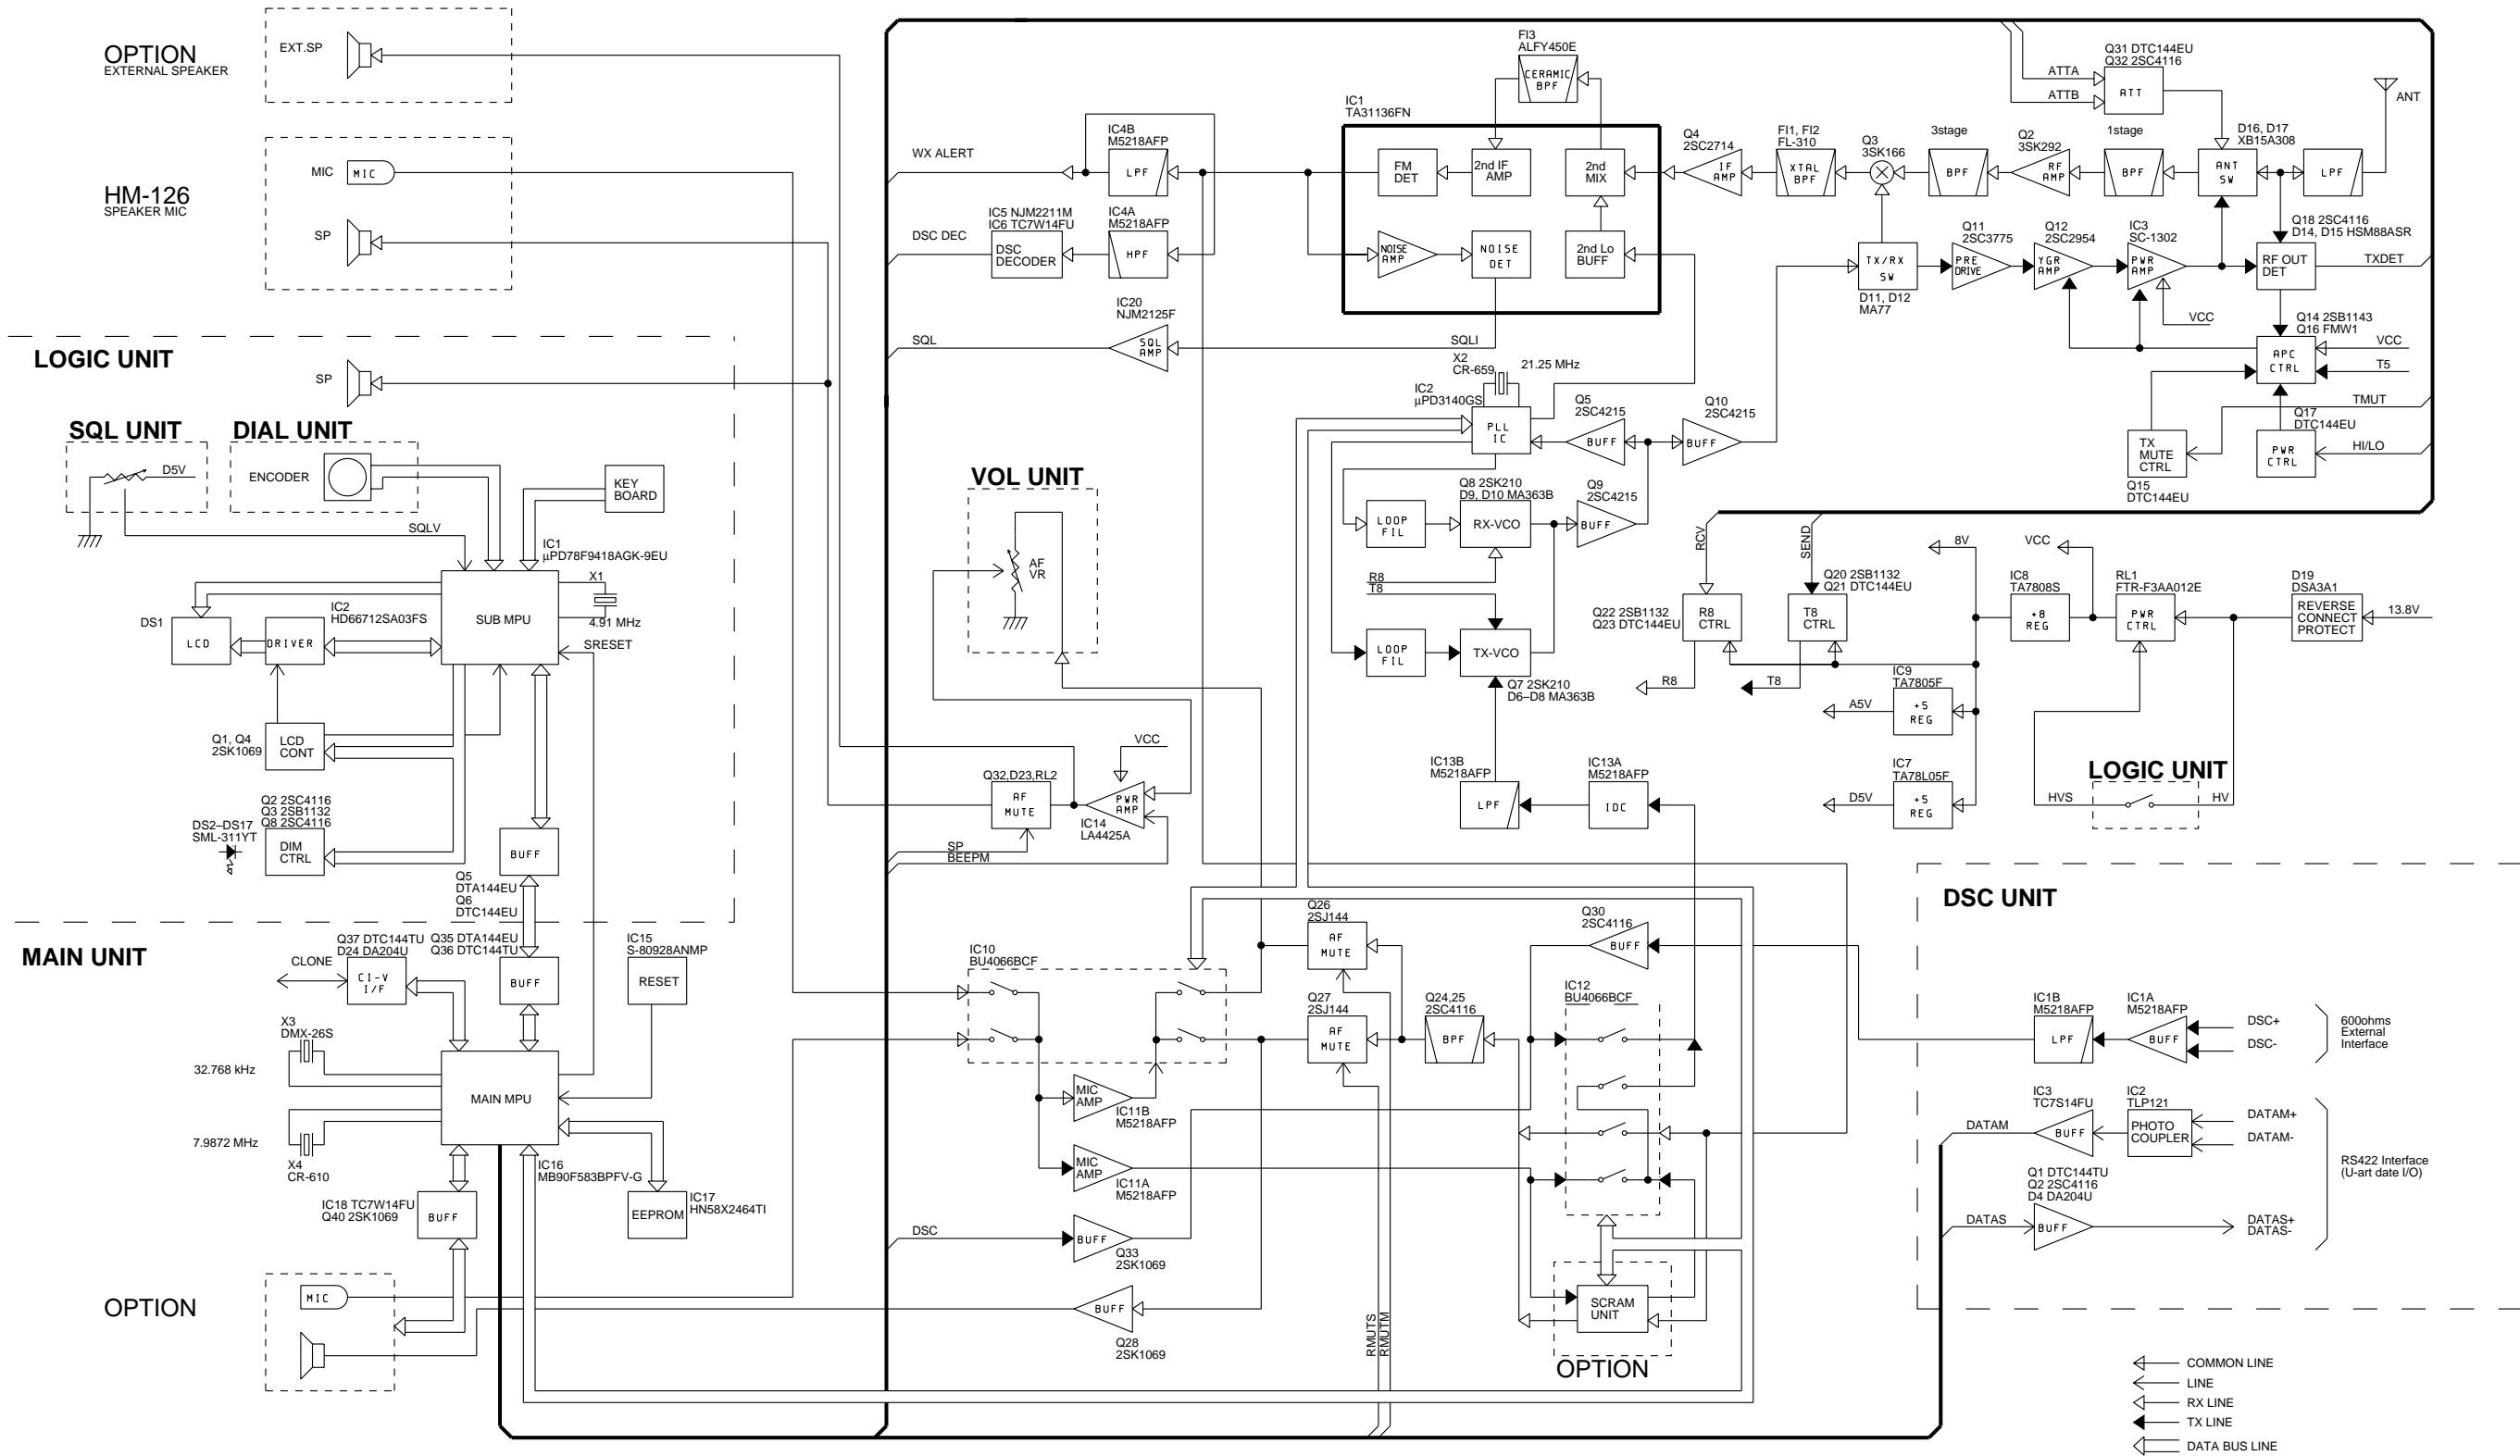 OPTION
EXTERNAL SPEAKER
EXT.SP
HM-126
SPEAKER MIC
MIC
MIC
SP
LOGIC UNIT
SP
SQL UNIT
D5V
DIAL UNIT
ENCODER
KEY
BOARD
SQLV
IC1
µPD78F9418AGK-9EU
X1
SUB MPU
4.91 MHz
SRESET
IC2
HD66712SA03FS
DS1
LCD
DRIVER
Q1, Q4
2SK1069
LCD
CONT
Q2 2SC4116
Q3 2SB1132
Q8 2SC4116
DS2–DS17
SML-311YT
DIM
CTRL
BUFF
Q5
DTA144EU
Q6
DTC144EU
MAIN UNIT
Q37 DTC144TU
D24 DA204U
Q35 DTA144EU
Q36 DTC144TU
IC15
S-80928ANMP
CLONE
CI-V
I/F
BUFF
RESET
X3
DMX-26S
32.768 kHz
MAIN MPU
7.9872 MHz
X4
CR-610
IC16
MB90F583BPFV-G
IC18 TC7W14FU
Q40 2SK1069
BUFF
EEPROM
IC17
HN58X2464TI
OPTION
MIC
WX ALERT
IC4B
M5218AFP
LPF
DSC DEC
IC5 NJM2211M
IC6 TC7W14FU
DSC
DECODER
IC4A
M5218AFP
HPF
IC20
NJM2125F
SQL
SQL
AMP
SQLI
IC1
TA31136FN
FI3
ALFY450E
CERAMIC
BPF
FM
DET
2nd IF
AMP
2nd
MIX
NOISE
AMP
NOISE
DET
2nd Lo
BUFF
Q4
2SC2714
IF
AMP
FI1, FI2
FL-310
XTAL
BPF
Q3
3SK166
3stage
BPF
Q2
3SK292
RF
AMP
1stage
BPF
Q31 DTC144EU
Q32 2SC4116
ATTA
ATTB
ATT
D16, D17
XB15A308
ANT
SW
LPF
ANT
TX/RX
SW
D11, D12
MA77
Q11
2SC3775
PRE
DRIVE
Q12
2SC2954
YGR
AMP
IC3
SC-1302
PWR
AMP
VCC
Q18 2SC4116
D14, D15 HSM88ASR
RF OUT
DET
TXDET
Q14 2SB1143
Q16 FMW1
APC
CTRL
VCC
T5
TMUT
TX
MUTE
CTRL
Q15
DTC144EU
Q17
DTC144EU
PWR
CTRL
HI/LO
X2
CR-659
21.25 MHz
IC2
µPD3140GS
PLL
IC
Q5
2SC4215
BUFF
Q10
2SC4215
BUFF
Q8 2SK210
D9, D10 MA363B
Q9
2SC4215
LOOP
FIL
RX-VCO
BUFF
R8
T8
LOOP
FIL
TX-VCO
Q7 2SK210
D6–D8 MA363B
VOL UNIT
AF
VR
RCV
SEND
Q22 2SB1132
Q23 DTC144EU
R8
CTRL
Q20 2SB1132
Q21 DTC144EU
T8
CTRL
R8
T8
8V
VCC
IC8
TA7808S
+8
REG
RL1
FTR-F3AA012E
PWR
CTRL
D19
DSA3A1
REVERSE
CONNECT
PROTECT
13.8V
IC9
TA7805F
A5V
+5
REG
IC7
TA78L05F
D5V
+5
REG
LOGIC UNIT
HVS
HV
VCC
Q32,D23,RL2
AF
MUTE
PWR
AMP
IC14
LA4425A
SP
BEEPM
IC13B
M5218AFP
LPF
IC13A
M5218AFP
IDC
IC10
BU4066BCF
Q26
2SJ144
AF
MUTE
Q27
2SJ144
AF
MUTE
Q24,25
2SC4116
BPF
Q30
2SC4116
BUFF
IC12
BU4066BCF
MIC
AMP
IC11B
M5218AFP
MIC
AMP
IC11A
M5218AFP
DSC
BUFF
Q33
2SK1069
BUFF
Q28
2SK1069
RMUTS
RMUTM
SCRAM
UNIT
OPTION
DSC UNIT
IC1B
M5218AFP
LPF
IC1A
M5218AFP
BUFF
DSC+
DSC-
600ohms
External
Interface
IC3
TC7S14FU
DATAM
BUFF
IC2
TLP121
PHOTO
COUPLER
DATAM+
DATAM-
RS422 Interface
(U-art date I/O)
Q1 DTC144TU
Q2 2SC4116
D4 DA204U
DATAS
BUFF
DATAS+
DATAS-
COMMON LINE
LINE
RX LINE
TX LINE
DATA BUS LINE